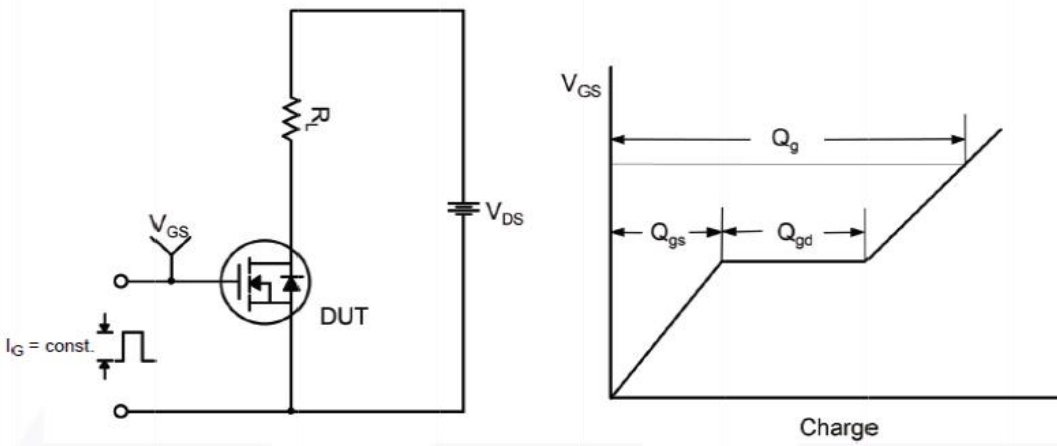 R_L
V_GS
V_DS
DUT
I_G = const.
V_GS
Q_g
Q_gs
Q_gd
Charge